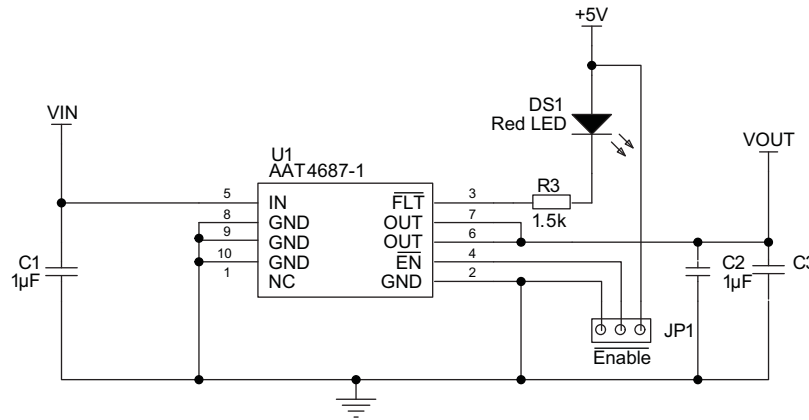 +5V
DS1
Red LED
VIN
VOUT
U1
AAT4687-1
R3
1.5k
5 IN
8 GND
9 GND
10 GND
1 NC
FLT 3
OUT 7
OUT 6
EN 4
GND 2
C1
1µF
C2
1µF
C3
JP1
Enable